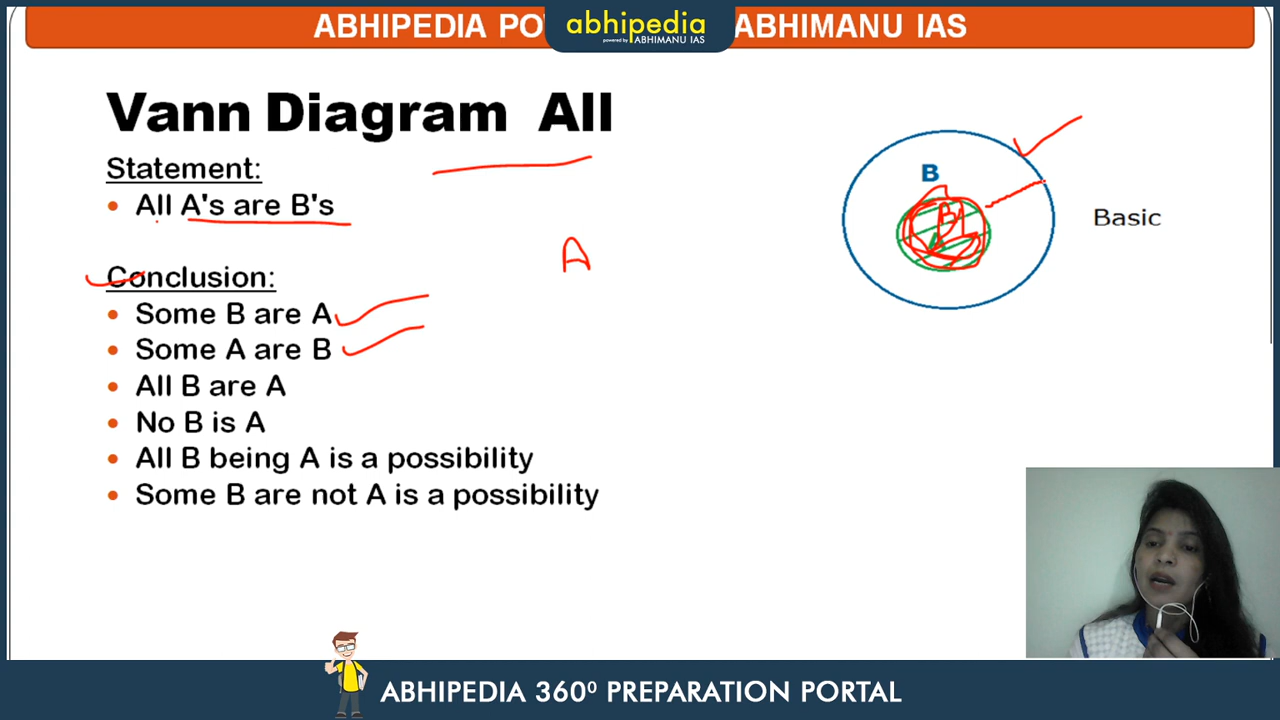 ABHIPEDIA PO
abhipedia
powered by ABHIMANU IAS
ABHIMANU IAS
Vann Diagram All
Statement:
• All A's are B's
A
Conclusion:
• Some B are A
• Some A are B
• All B are A
• No B is A
• All B being A is a possibility
• Some B are not A is a possibility
B
B
A
Basic
ABHIPEDIA 360⁰ PREPARATION PORTAL